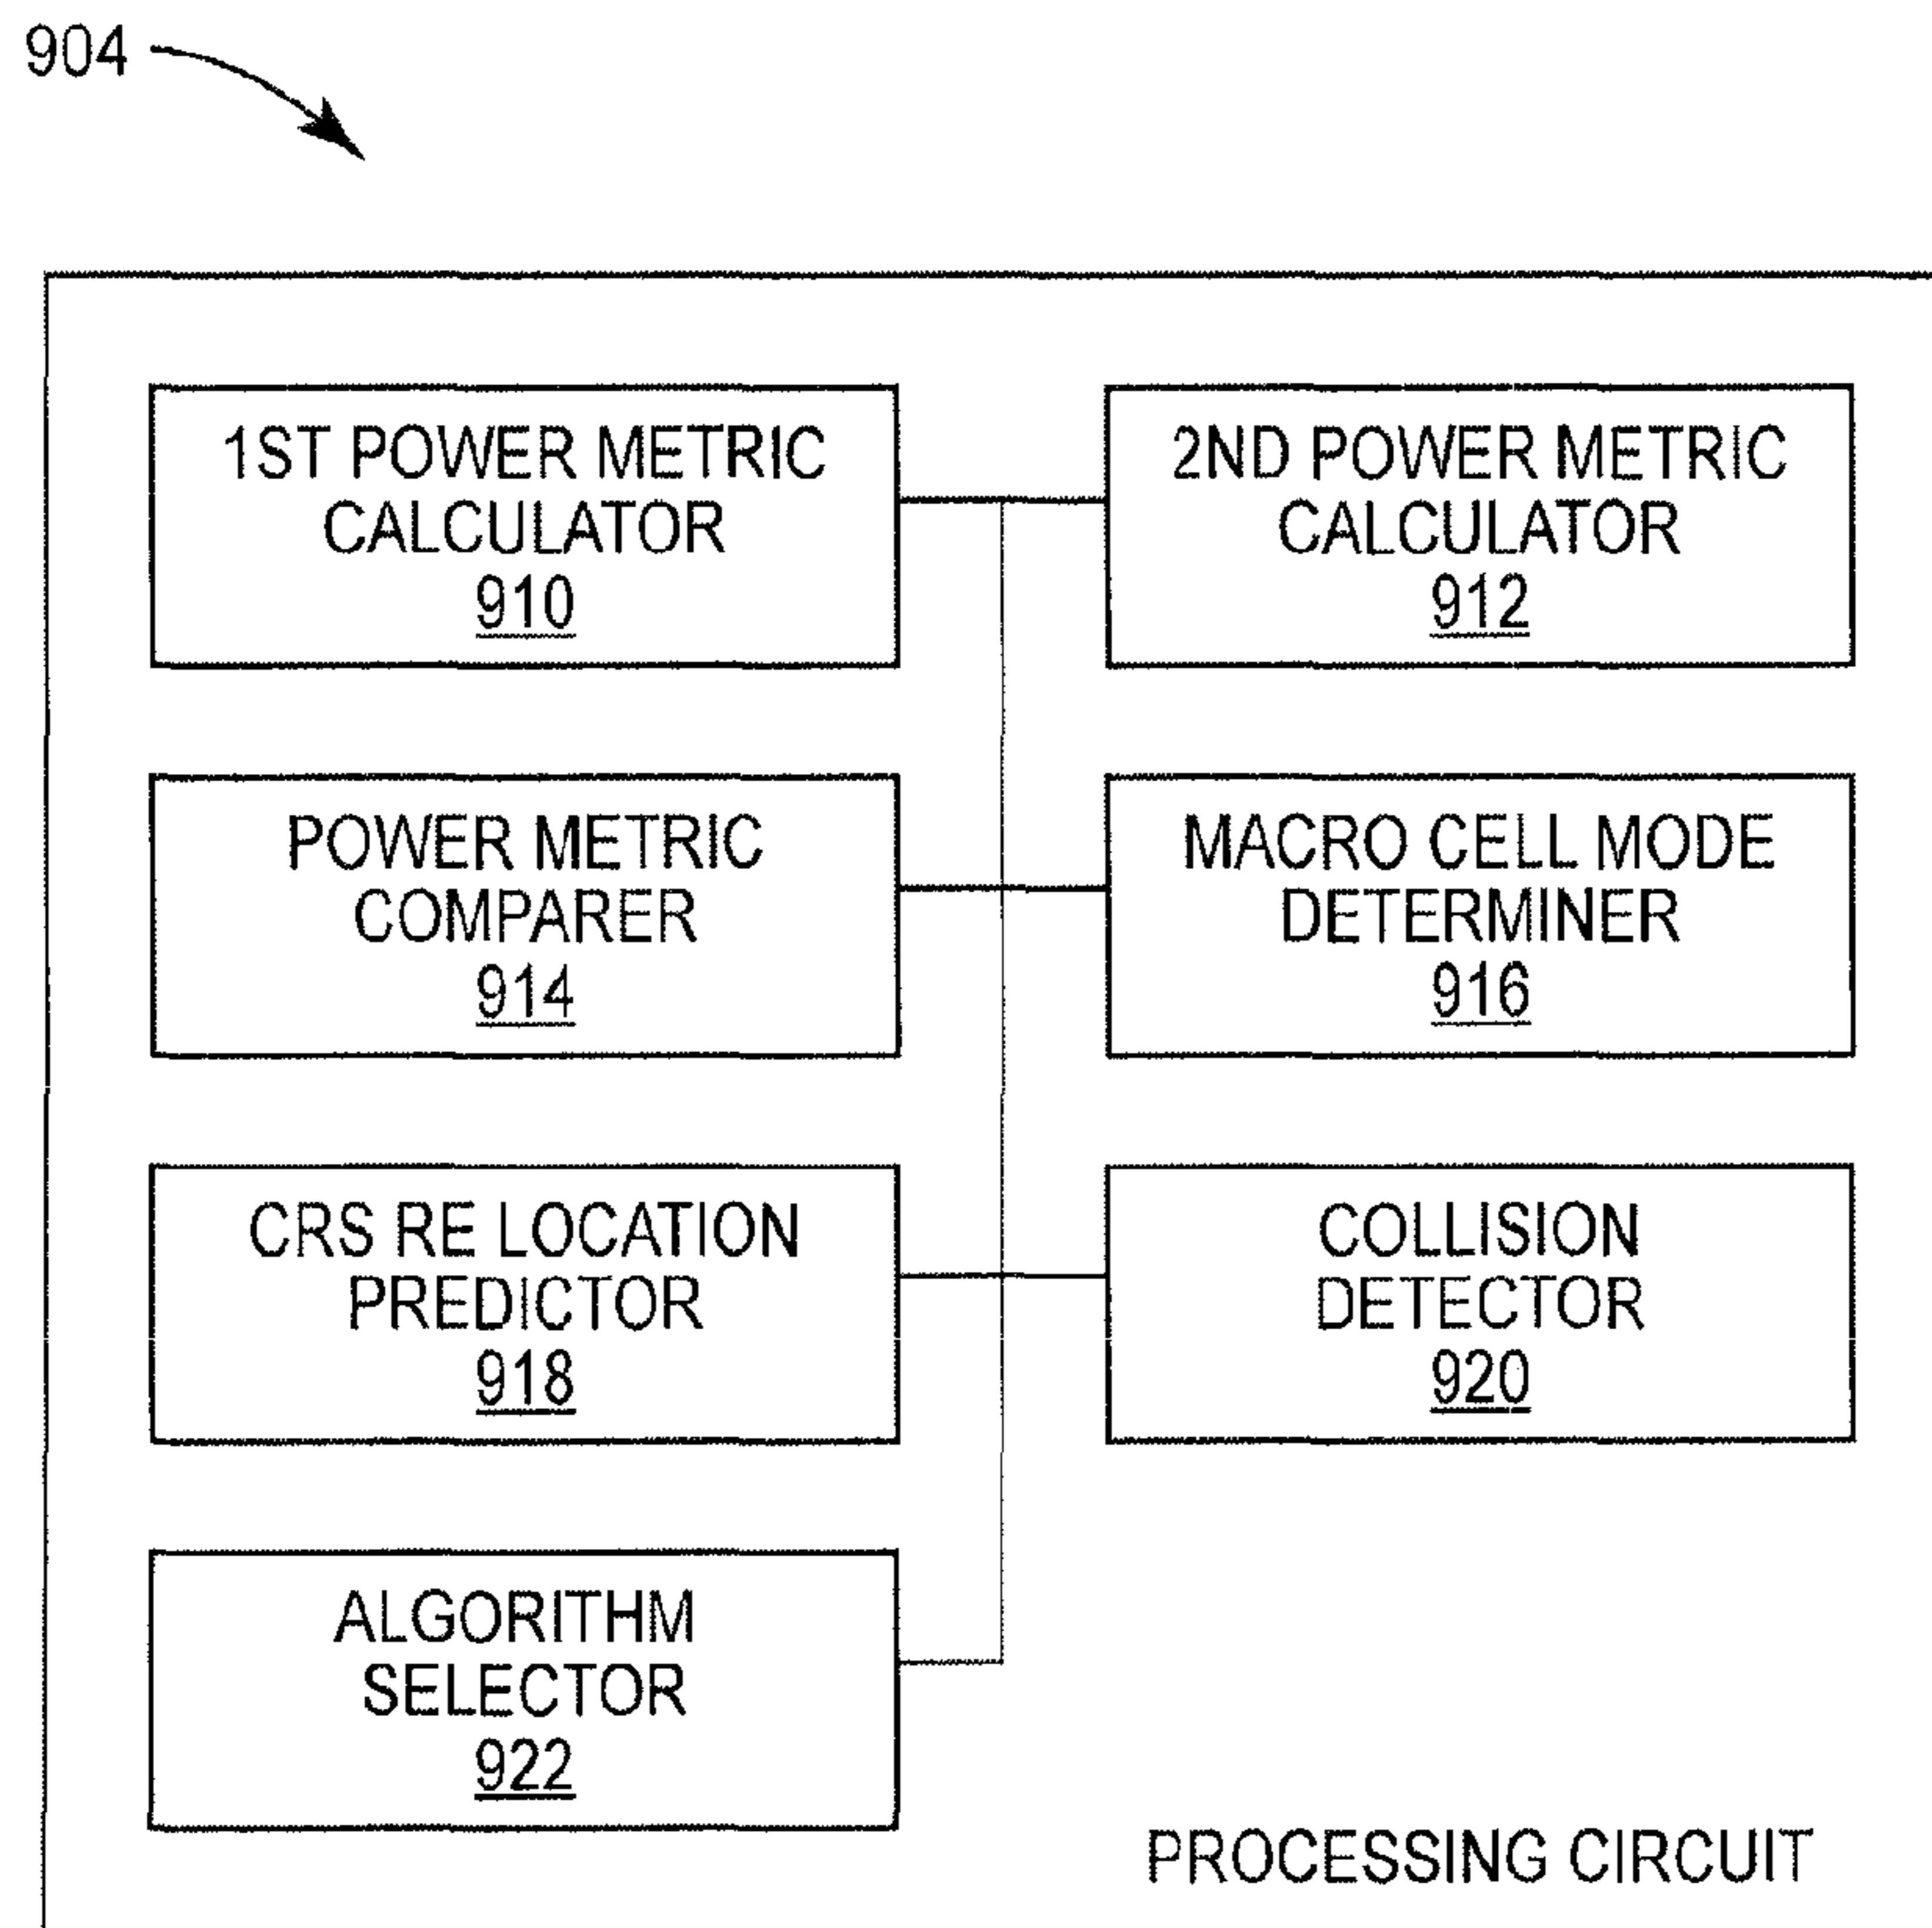 904
1ST POWER METRIC
CALCULATOR
910
2ND POWER METRIC
CALCULATOR
912
POWER METRIC
COMPARER
914
MACRO CELL MODE
DETERMINER
916
CRS RE LOCATION
PREDICTOR
918
COLLISION
DETECTOR
920
ALGORITHM
SELECTOR
922
PROCESSING CIRCUIT